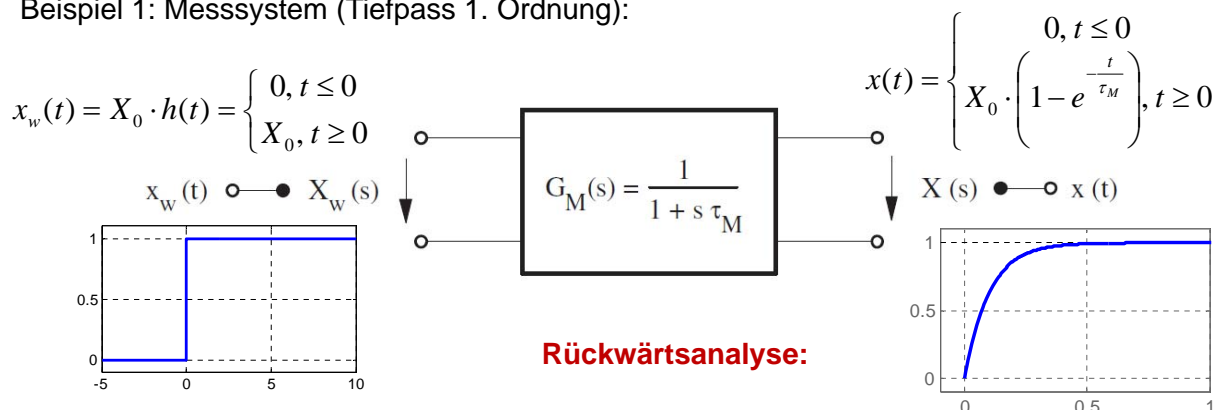 Beispiel 1: Messsystem (Tiefpass 1. Ordnung):
x_w(t) = X_0 · h(t) = { 0, t ≤ 0
X_0, t ≥ 0
x(t) = { 0, t ≤ 0
X_0 · (1 − e^{−t/τ_M}), t ≥ 0
x_w(t) ○—● X_w(s)
G_M(s) = 1 / (1 + s τ_M)
X(s) ●—○ x(t)
1
0.5
0
-5 0 5 10
Rückwärtsanalyse:
1
0.5
0
0 0.5 1